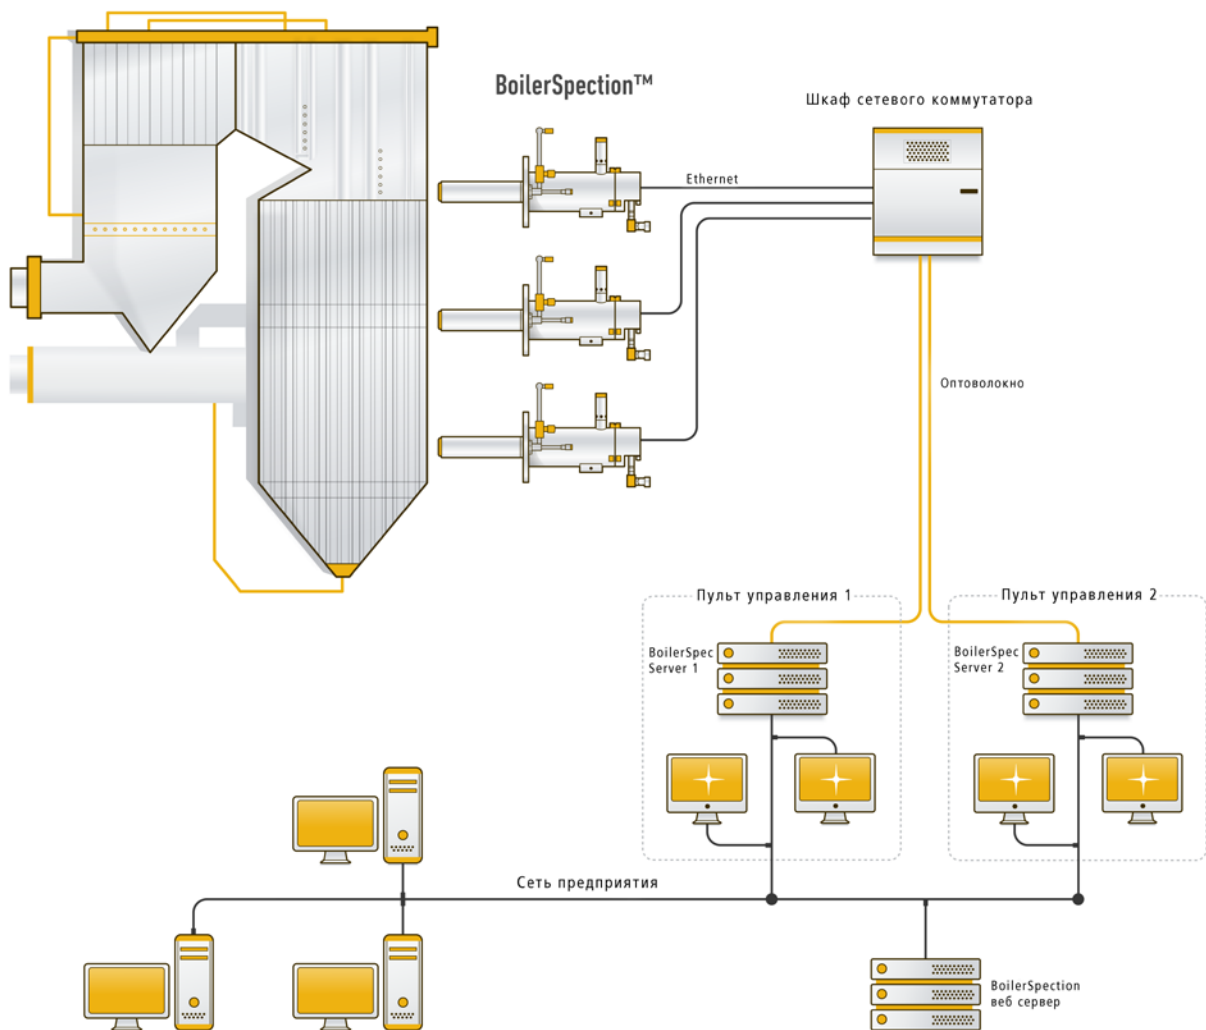 BoilerSpection™
Шкаф сетевого коммутатора
Ethernet
Оптоволокно
Пульт управления 1
Пульт управления 2
BoilerSpec
Server 1
BoilerSpec
Server 2
Сеть предприятия
BoilerSpection
веб сервер